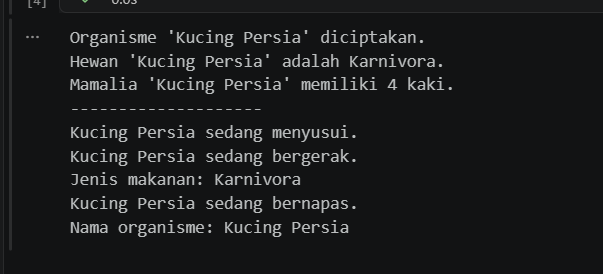 [4]
0.0s
...
Organisme 'Kucing Persia' diciptakan.
Hewan 'Kucing Persia' adalah Karnivora.
Mamalia 'Kucing Persia' memiliki 4 kaki.
--------------------
Kucing Persia sedang menyusui.
Kucing Persia sedang bergerak.
Jenis makanan: Karnivora
Kucing Persia sedang bernapas.
Nama organisme: Kucing Persia